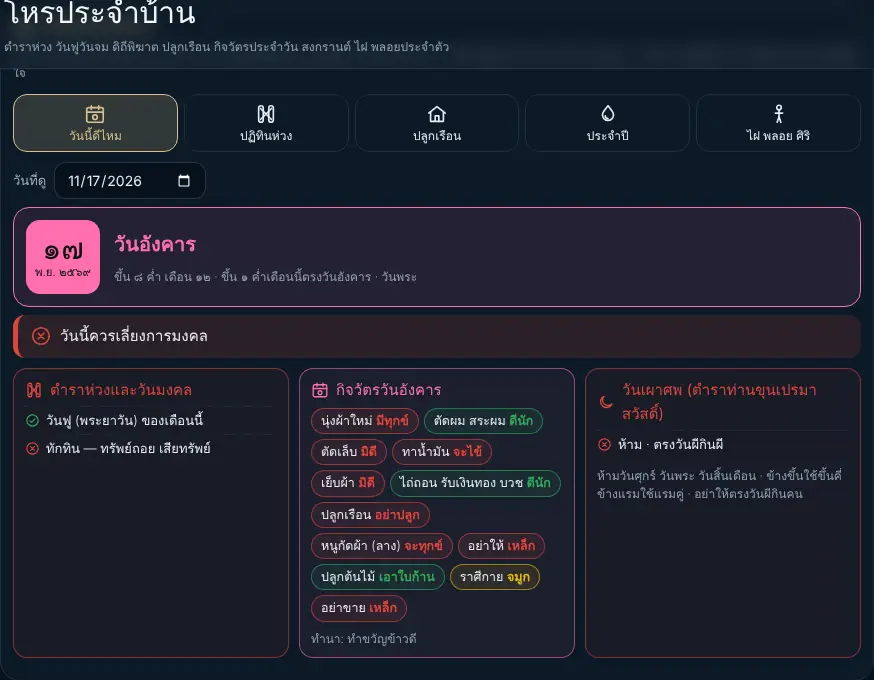 โหรประจำบ้าน
ตำราห่วง วันฟูวันจม ดิถีพิฆาต ปลูกเรือน กิจวัตรประจำวัน สงกรานต์ ไฝ พลอยประจำตัว
ใจ
วันนี้ดีไหม
ปฏิทินห่วง
ปลูกเรือน
ประจำปี
ไฝ พลอย ศิริ
วันที่ดู 11/17/2026
๑๗
พ.ย. ๒๕๖๙
วันอังคาร
ขึ้น ๘ ค่ำ เดือน ๑๒ · ขึ้น ๑ ค่ำเดือนนี้ตรงวันอังคาร · วันพระ
วันนี้ควรเลี่ยงการมงคล
ตำราห่วงและวันมงคล
วันฟู (พระยาวัน) ของเดือนนี้
ทักทิน — ทรัพย์ถอย เสียทรัพย์
กิจวัตรวันอังคาร
นุ่งผ้าใหม่ มีทุกข์ ตัดผม สระผม ดีนัก
ตัดเล็บ มิดี ทาน้ำมัน จะไข้
เย็บผ้า มิดี ไถ่ถอน รับเงินทอง บวช ดีนัก
ปลูกเรือน อย่าปลูก
หนูกัดผ้า (ลาง) จะทุกข์ อย่าให้ เหล็ก
ปลูกต้นไม้ เอาใบก้าน ราศีกาย จมูก
อย่าขาย เหล็ก
ทำนา: ทำขวัญข้าวดี
วันเผาศพ (ตำราท่านขุนเปรมา
สวัสดิ์)
ห้าม · ตรงวันผีกินผี
ห้ามวันศุกร์ วันพระ วันสิ้นเดือน · ข้างขึ้นใช้ขึ้นคี่
ข้างแรมใช้แรมคู่ · อย่าให้ตรงวันผีกินคน